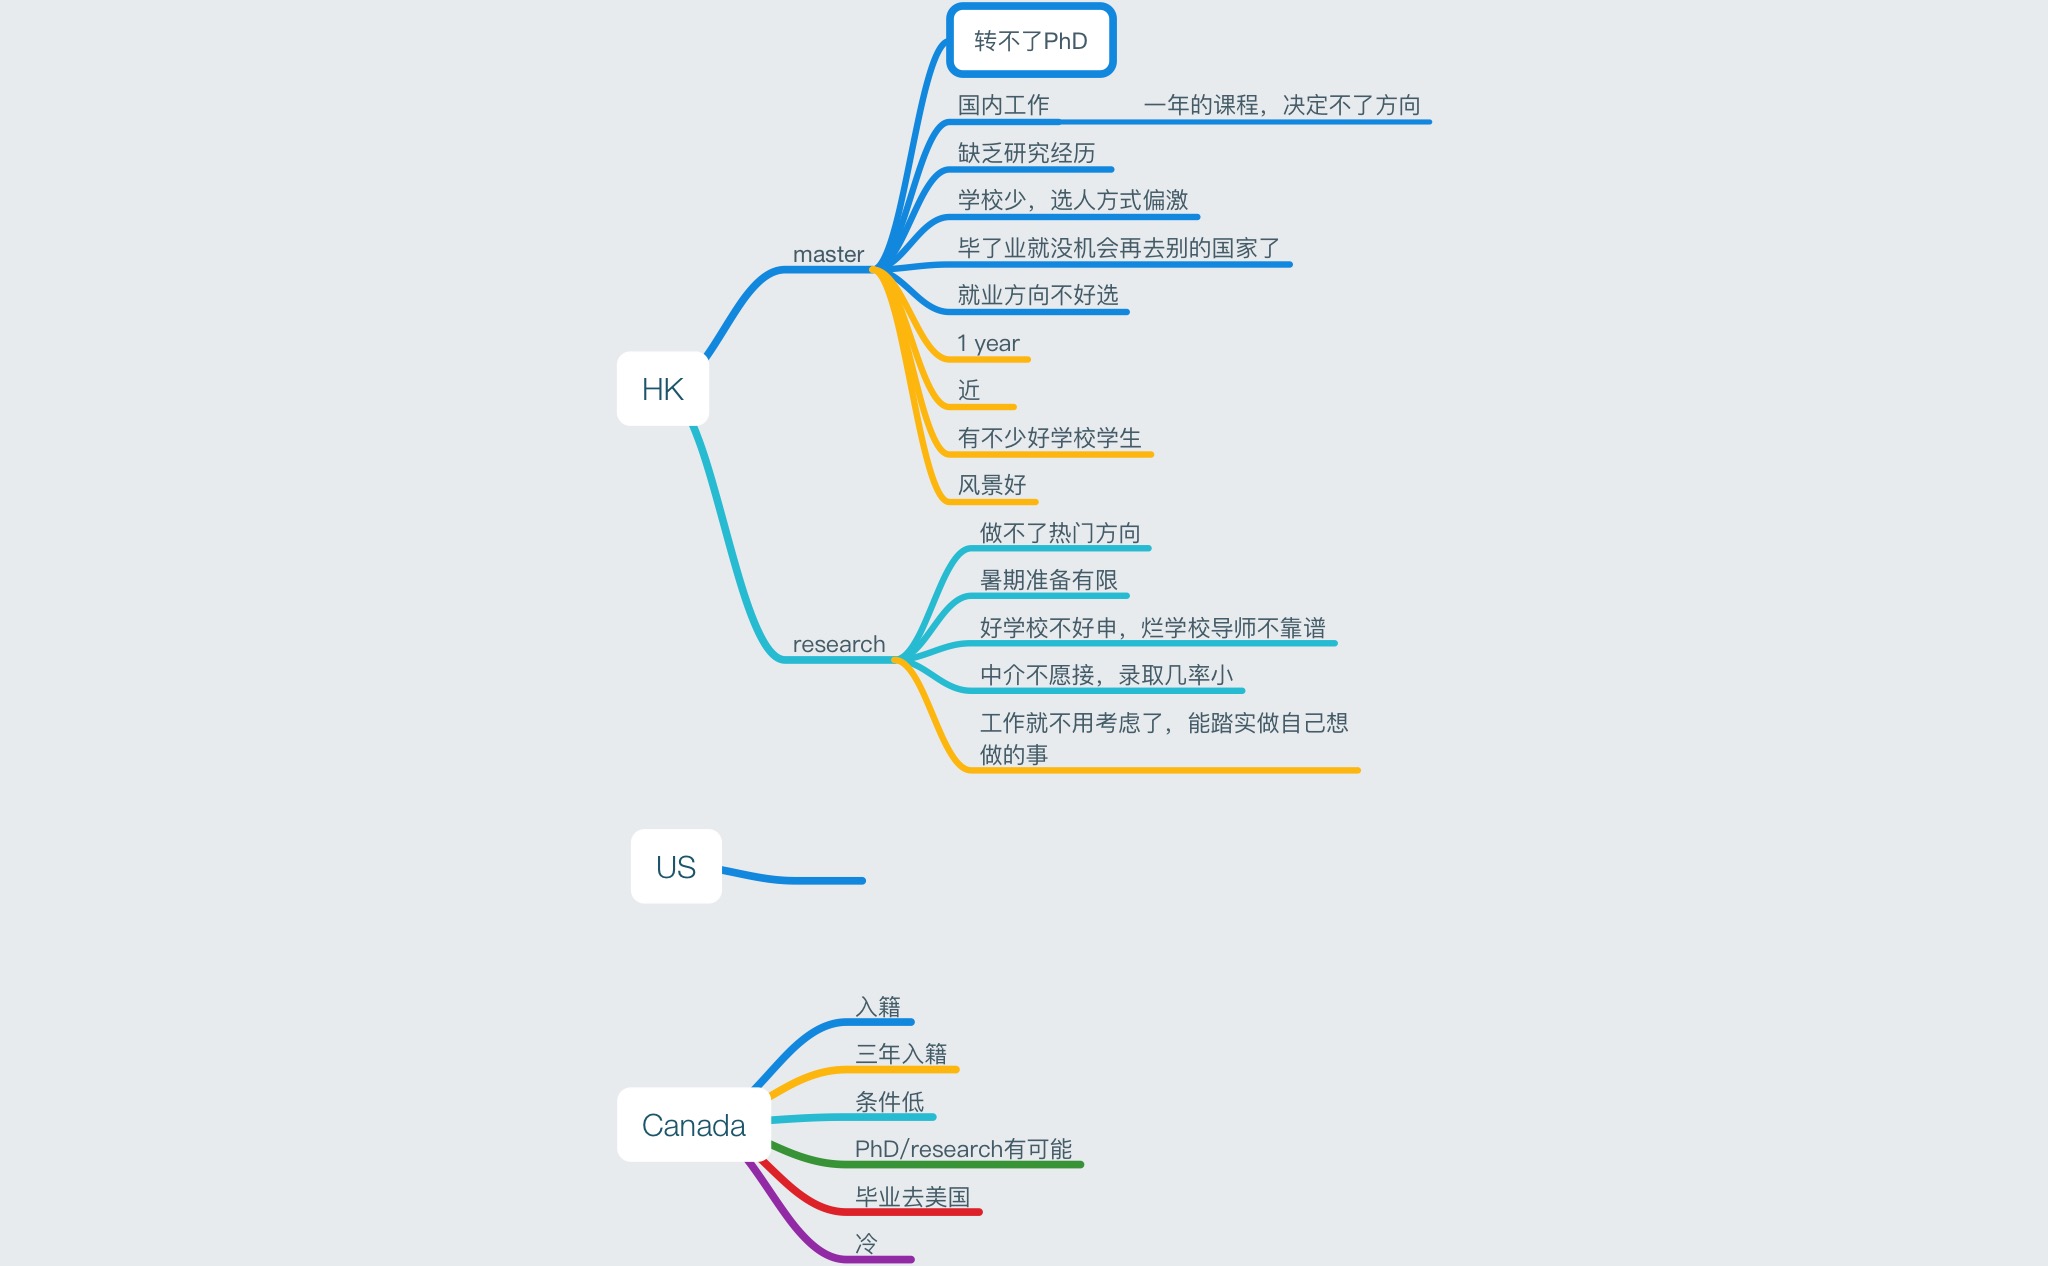 转不了PhD
国内工作
一年的课程，决定不了方向
缺乏研究经历
学校少，选人方式偏激
毕了业就没机会再去别的国家了
master
就业方向不好选
1 year
HK
近
有不少好学校学生
风景好
做不了热门方向
暑期准备有限
好学校不好申，烂学校导师不靠谱
research
中介不愿接，录取几率小
工作就不用考虑了，能踏实做自己想
做的事
US
入籍
三年入籍
条件低
Canada
PhD/research有可能
毕业去美国
冷